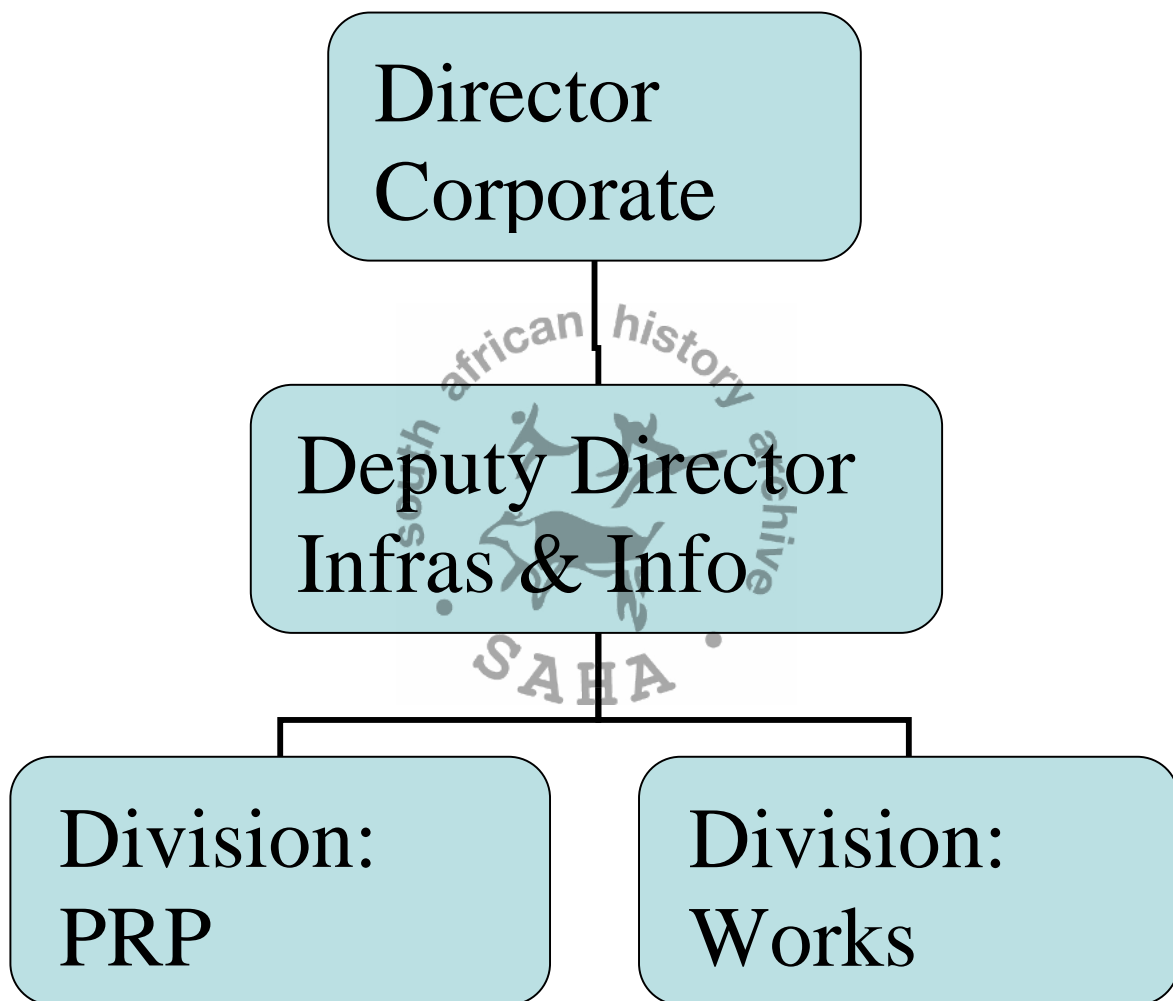 Director
Corporate
south african history archive
Deputy Director
Infras & Info
• SAHA •
Division:
PRP
Division:
Works